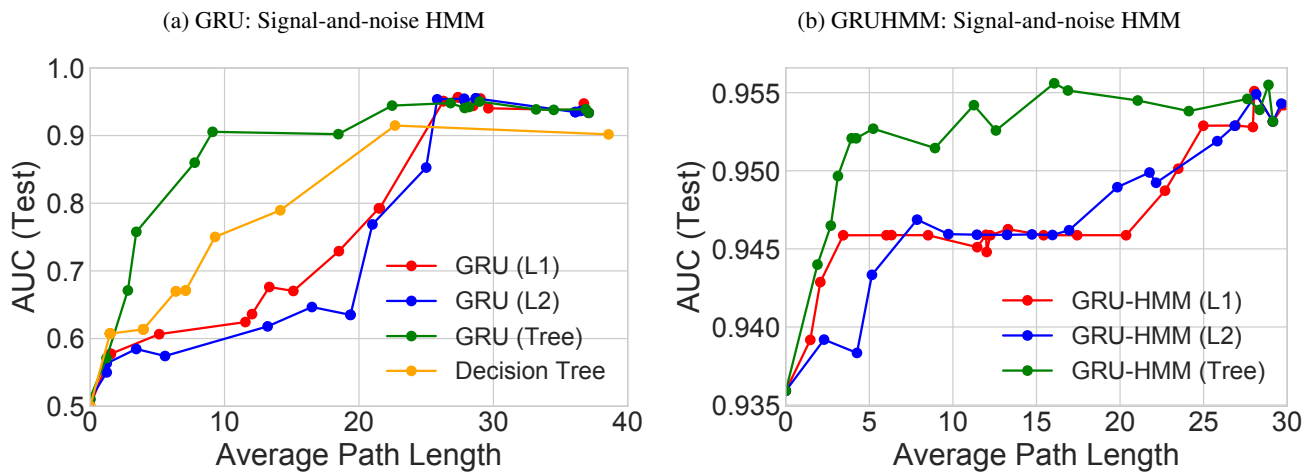 (a) GRU: Signal-and-noise HMM
1.0
0.9
0.8
0.7
0.6
0.5
AUC (Test)
GRU (L1)
GRU (L2)
GRU (Tree)
Decision Tree
0 10 20 30 40
Average Path Length
(b) GRUHMM: Signal-and-noise HMM
0.955
0.950
0.945
0.940
0.935
AUC (Test)
GRU-HMM (L1)
GRU-HMM (L2)
GRU-HMM (Tree)
0 5 10 15 20 25 30
Average Path Length